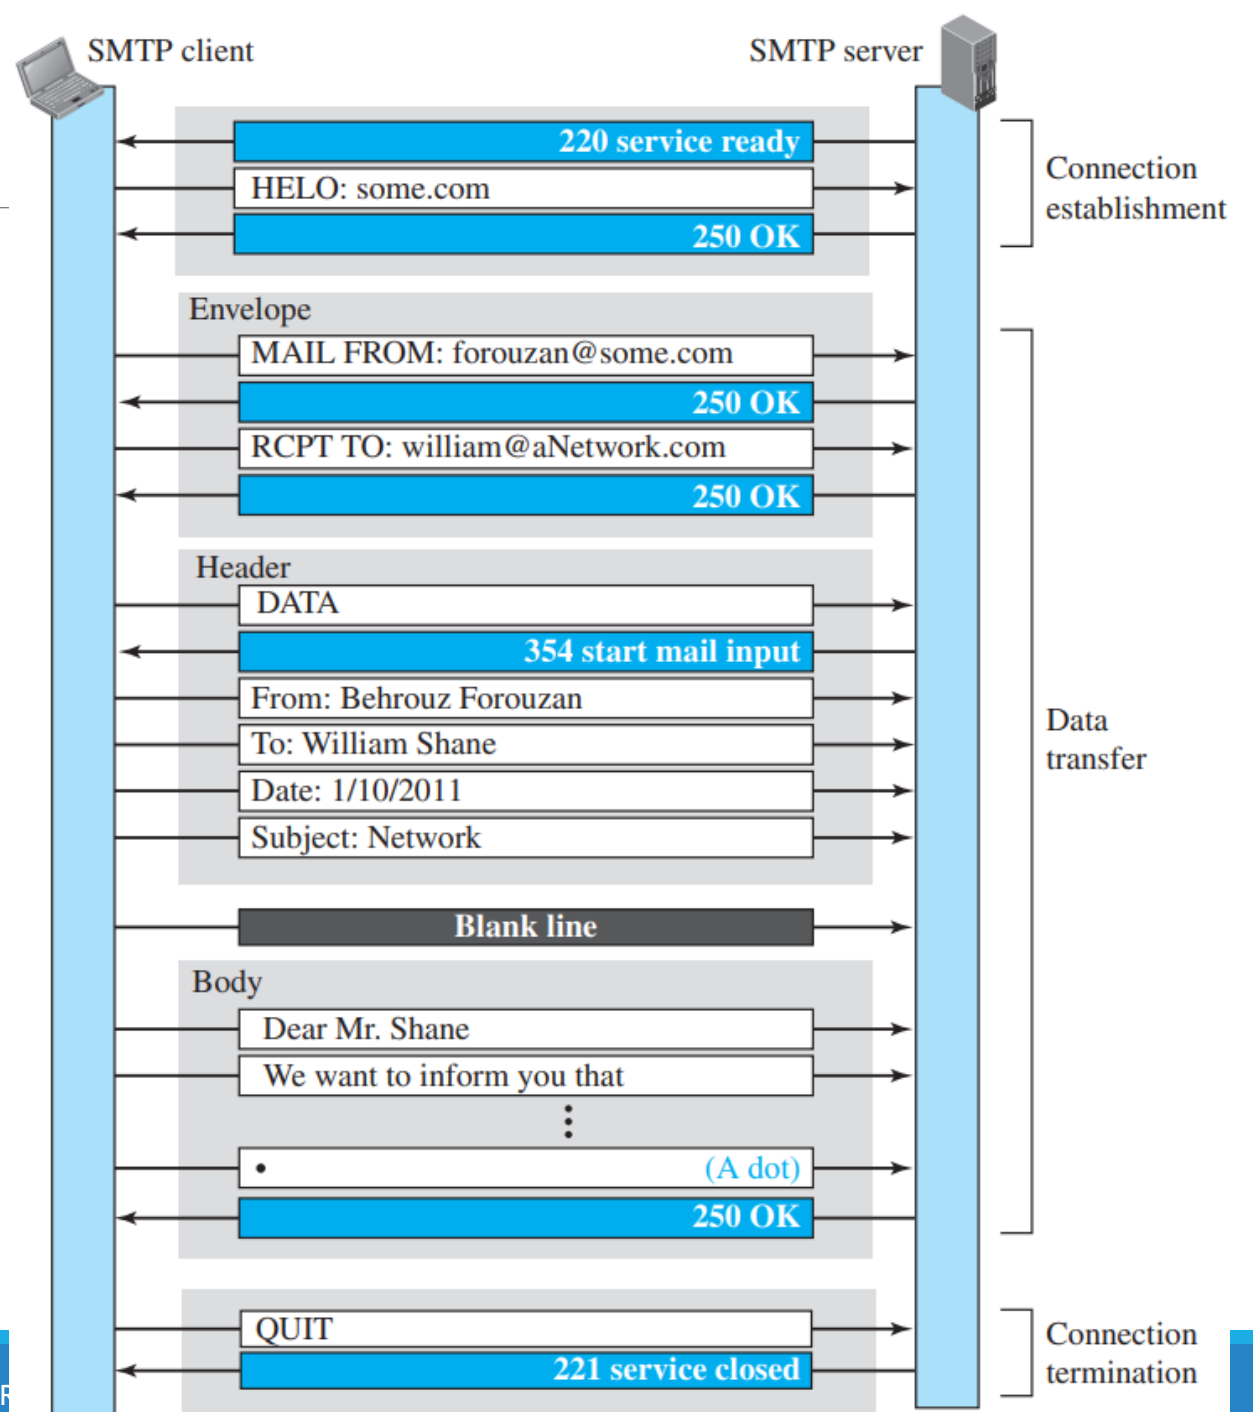 SMTP client
SMTP server
220 service ready
HELO: some.com
250 OK
Connection
establishment
Envelope
MAIL FROM: forouzan@some.com
250 OK
RCPT TO: william@aNetwork.com
250 OK
Header
DATA
354 start mail input
From: Behrouz Forouzan
To: William Shane
Date: 1/10/2011
Subject: Network
Data
transfer
Blank line
Body
Dear Mr. Shane
We want to inform you that
• (A dot)
250 OK
QUIT
221 service closed
Connection
termination